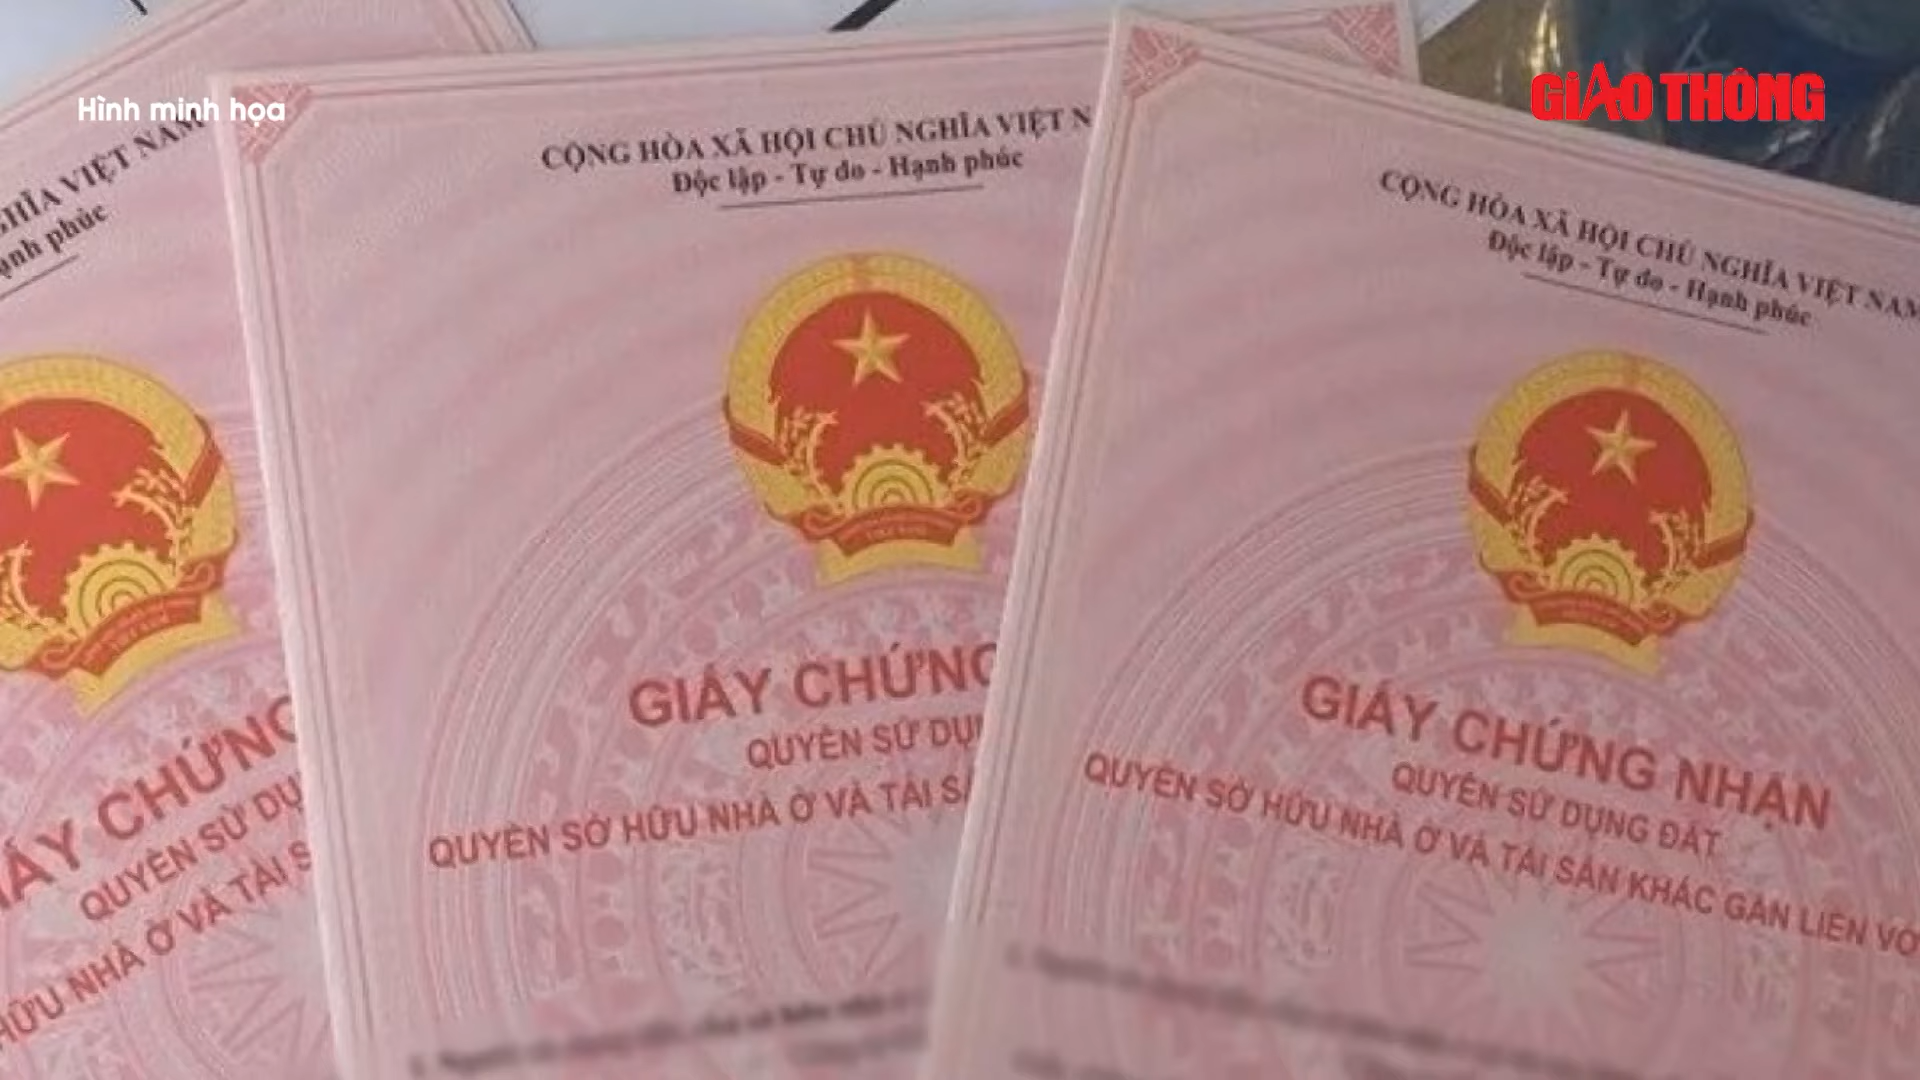 Hình minh họa
GIAO THÔNG
GHĨA VIỆT NAM
ạnh phúc
ẤY CHỨNG
QUYỀN SỬ DỤ
HỮU NHÀ Ở VÀ TÀI S
CỘNG HÒA XÃ HỘI CHỦ NGHĨA VIỆT N
Độc lập - Tự do - Hạnh phúc
GIẤY CHỨNG
QUYỀN SỬ DỤ
QUYỀN SỞ HỮU NHÀ Ở VÀ TÀI SẢ
CỘNG HÒA XÃ HỘI CHỦ NGHĨA VIỆT NAM
Độc lập - Tự do - Hạnh phúc
GIẤY CHỨNG NHẬN
QUYỀN SỬ DỤNG ĐẤT
QUYỀN SỞ HỮU NHÀ Ở VÀ TÀI SẢN KHÁC GẮN LIỀN VỚ